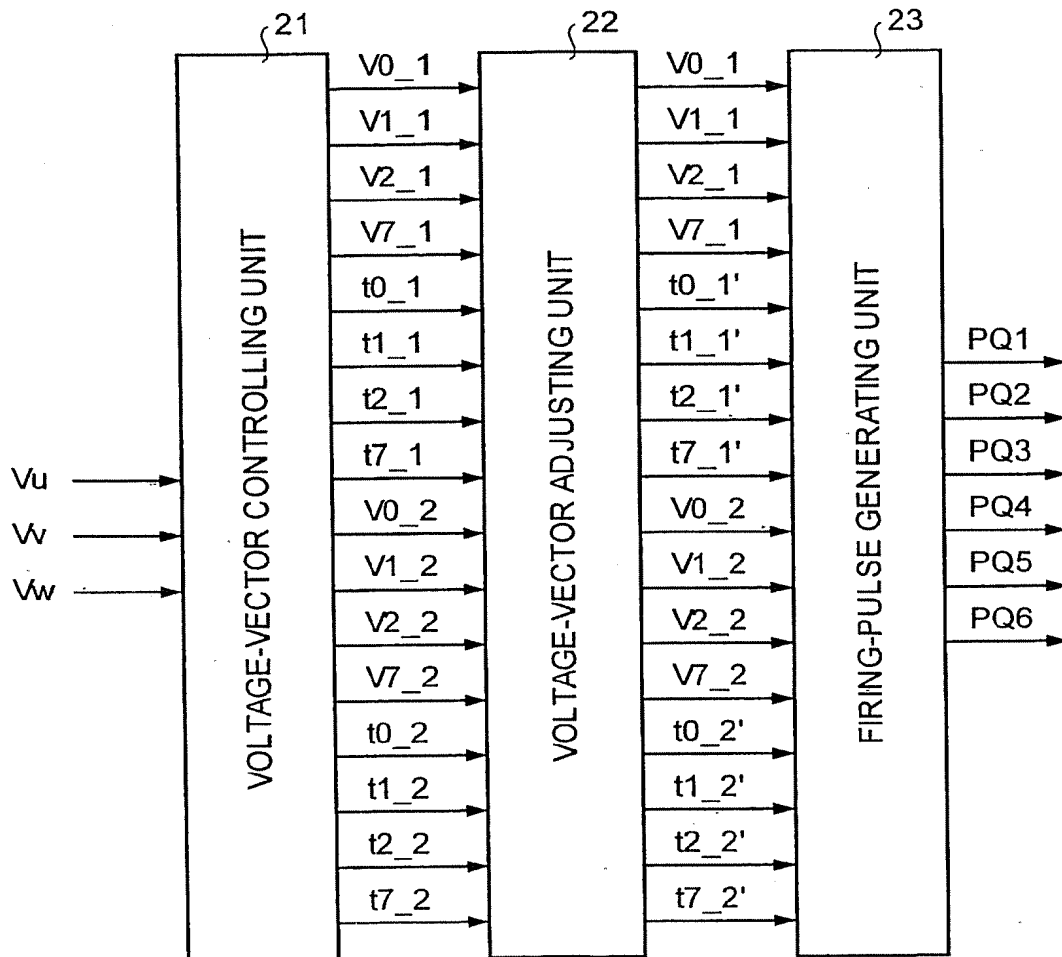 21
22
23
Vu
Vv
Vw
VOLTAGE-VECTOR CONTROLLING UNIT
V0_1
V1_1
V2_1
V7_1
t0_1
t1_1
t2_1
t7_1
V0_2
V1_2
V2_2
V7_2
t0_2
t1_2
t2_2
t7_2
VOLTAGE-VECTOR ADJUSTING UNIT
V0_1
V1_1
V2_1
V7_1
t0_1'
t1_1'
t2_1'
t7_1'
V0_2
V1_2
V2_2
V7_2
t0_2'
t1_2'
t2_2'
t7_2'
FIRING-PULSE GENERATING UNIT
PQ1
PQ2
PQ3
PQ4
PQ5
PQ6